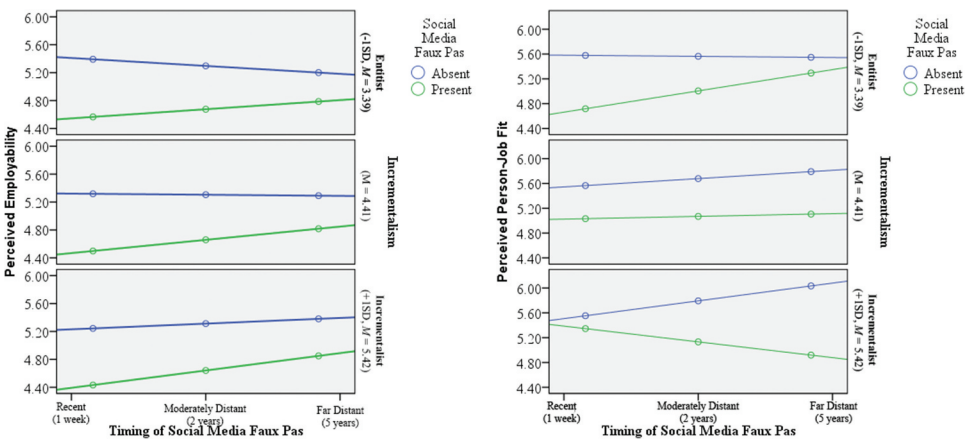 6.00
5.60
5.20
4.80
4.40
Entitist
(-1SD, M = 3.39)
6.00
5.60
5.20
4.80
4.40
Incrementalism
(M = 4.41)
6.00
5.60
5.20
4.80
4.40
Incrementalist
(+1SD, M = 5.42)
Perceived Employability
Recent
(1 week)
Moderately Distant
(2 years)
Far Distant
(5 years)
Timing of Social Media Faux Pas
Social
Media
Faux Pas
Absent
Present
6.00
5.60
5.20
4.80
4.40
Entitist
(-1SD, M = 3.39)
6.00
5.60
5.20
4.80
4.40
Incrementalism
(M = 4.41)
6.00
5.60
5.20
4.80
4.40
Incrementalist
(+1SD, M = 5.42)
Perceived Person-Job Fit
Recent
(1 week)
Moderately Distant
(2 years)
Far Distant
(5 years)
Timing of Social Media Faux Pas
Social
Media
Faux Pas
Absent
Present